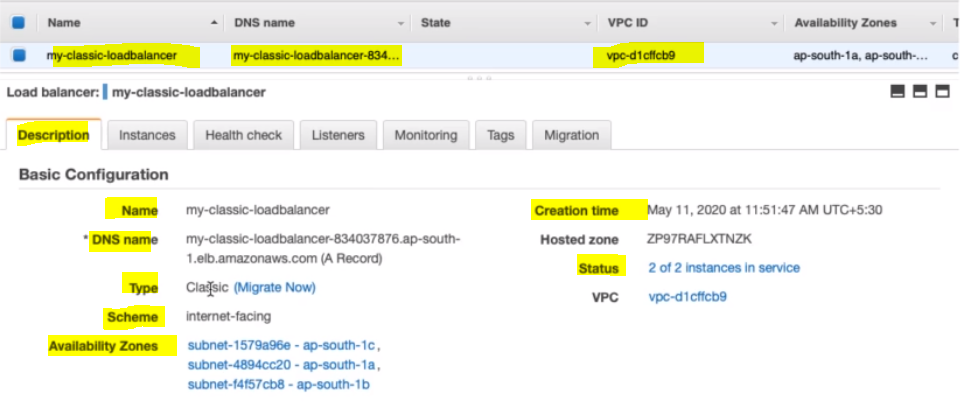 Name DNS name State VPC ID Availability Zones T
my-classic-loadbalancer my-classic-loadbalancer-834... vpc-d1cffcb9 ap-south-1a, ap-south-... c
Load balancer: my-classic-loadbalancer
Description Instances Health check Listeners Monitoring Tags Migration
Basic Configuration
Name my-classic-loadbalancer Creation time May 11, 2020 at 11:51:47 AM UTC+5:30
* DNS name my-classic-loadbalancer-834037876.ap-south- Hosted zone ZP97RAFLXTNZK
1.elb.amazonaws.com (A Record)
Status 2 of 2 instances in service
Type Classic (Migrate Now)
VPC vpc-d1cffcb9
Scheme internet-facing
Availability Zones subnet-1579a96e - ap-south-1c,
subnet-4894cc20 - ap-south-1a,
subnet-f4f57cb8 - ap-south-1b